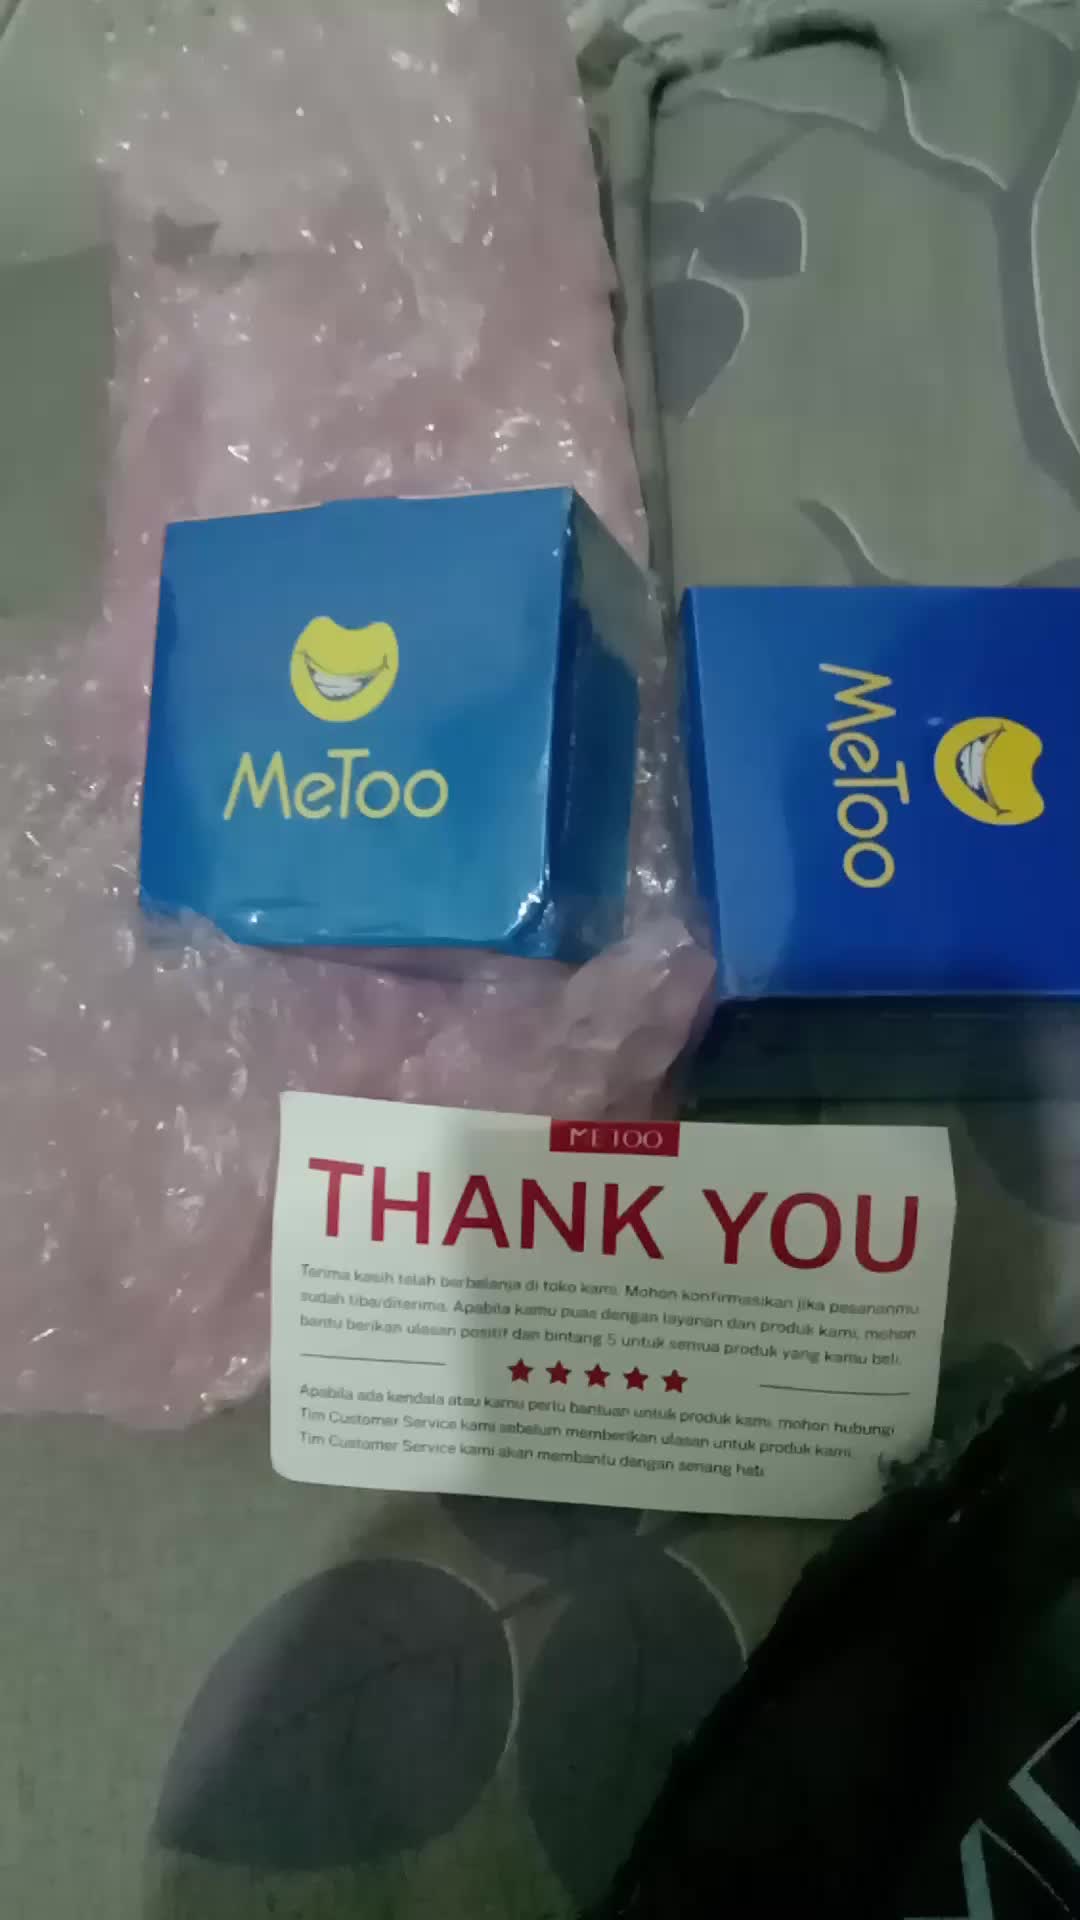 MeToo
MeToo
METOO
THANK YOU
Terima kasih telah berbelanja di toko kami. Mohon konfirmasikan jika pesananmu
sudah tiba/diterima. Apabila kamu puas dengan layanan dan produk kami, mohon
bantu berikan ulasan positif dan bintang 5 untuk semua produk yang kamu beli.
Apabila ada kendala atau kamu perlu bantuan untuk produk kami, mohon hubungi
Tim Customer Service kami sebelum memberikan ulasan untuk produk kami.
Tim Customer Service kami akan membantu dengan senang hati